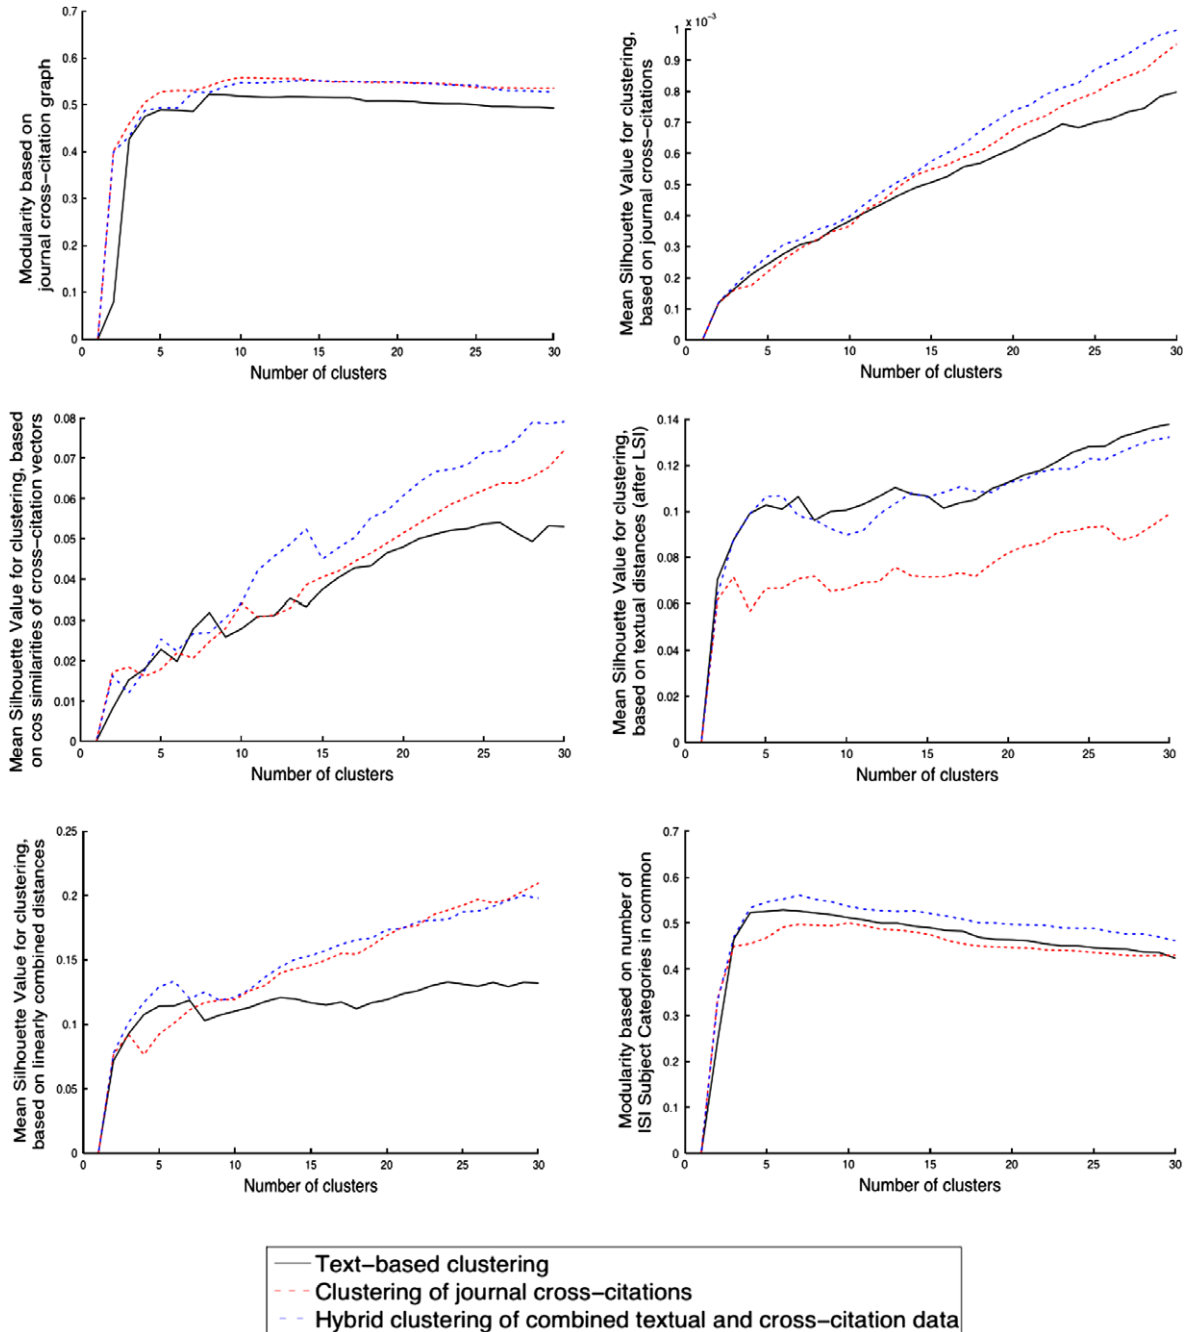 Modularity based on
journal cross-citation graph
0.7
0.6
0.5
0.4
0.3
0.2
0.1
0
0 5 10 15 20 25 30
Number of clusters
Mean Silhouette Value for clustering,
based on journal cross-citations
x 10⁻³
1
0.9
0.8
0.7
0.6
0.5
0.4
0.3
0.2
0.1
0
0 5 10 15 20 25 30
Number of clusters
Mean Silhouette Value for clustering, based
on cos similarities of cross-citation vectors
0.08
0.07
0.06
0.05
0.04
0.03
0.02
0.01
0
0 5 10 15 20 25 30
Number of clusters
Mean Silhouette Value for clustering,
based on textual distances (after LSI)
0.14
0.12
0.1
0.08
0.06
0.04
0.02
0
0 5 10 15 20 25 30
Number of clusters
Mean Silhouette Value for clustering,
based on linearly combined distances
0.25
0.2
0.15
0.1
0.05
0
0 5 10 15 20 25 30
Number of clusters
Modularity based on number of
ISI Subject Categories in common
0.7
0.6
0.5
0.4
0.3
0.2
0.1
0
0 5 10 15 20 25 30
Number of clusters
Text-based clustering
Clustering of journal cross-citations
Hybrid clustering of combined textual and cross-citation data